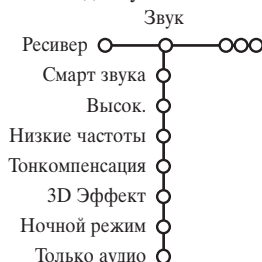 Звук
Ресивер
Смарт звука
Высок.
Низкие частоты
Тонкомпенсация
3D Эффект
Ночной режим
Только аудио